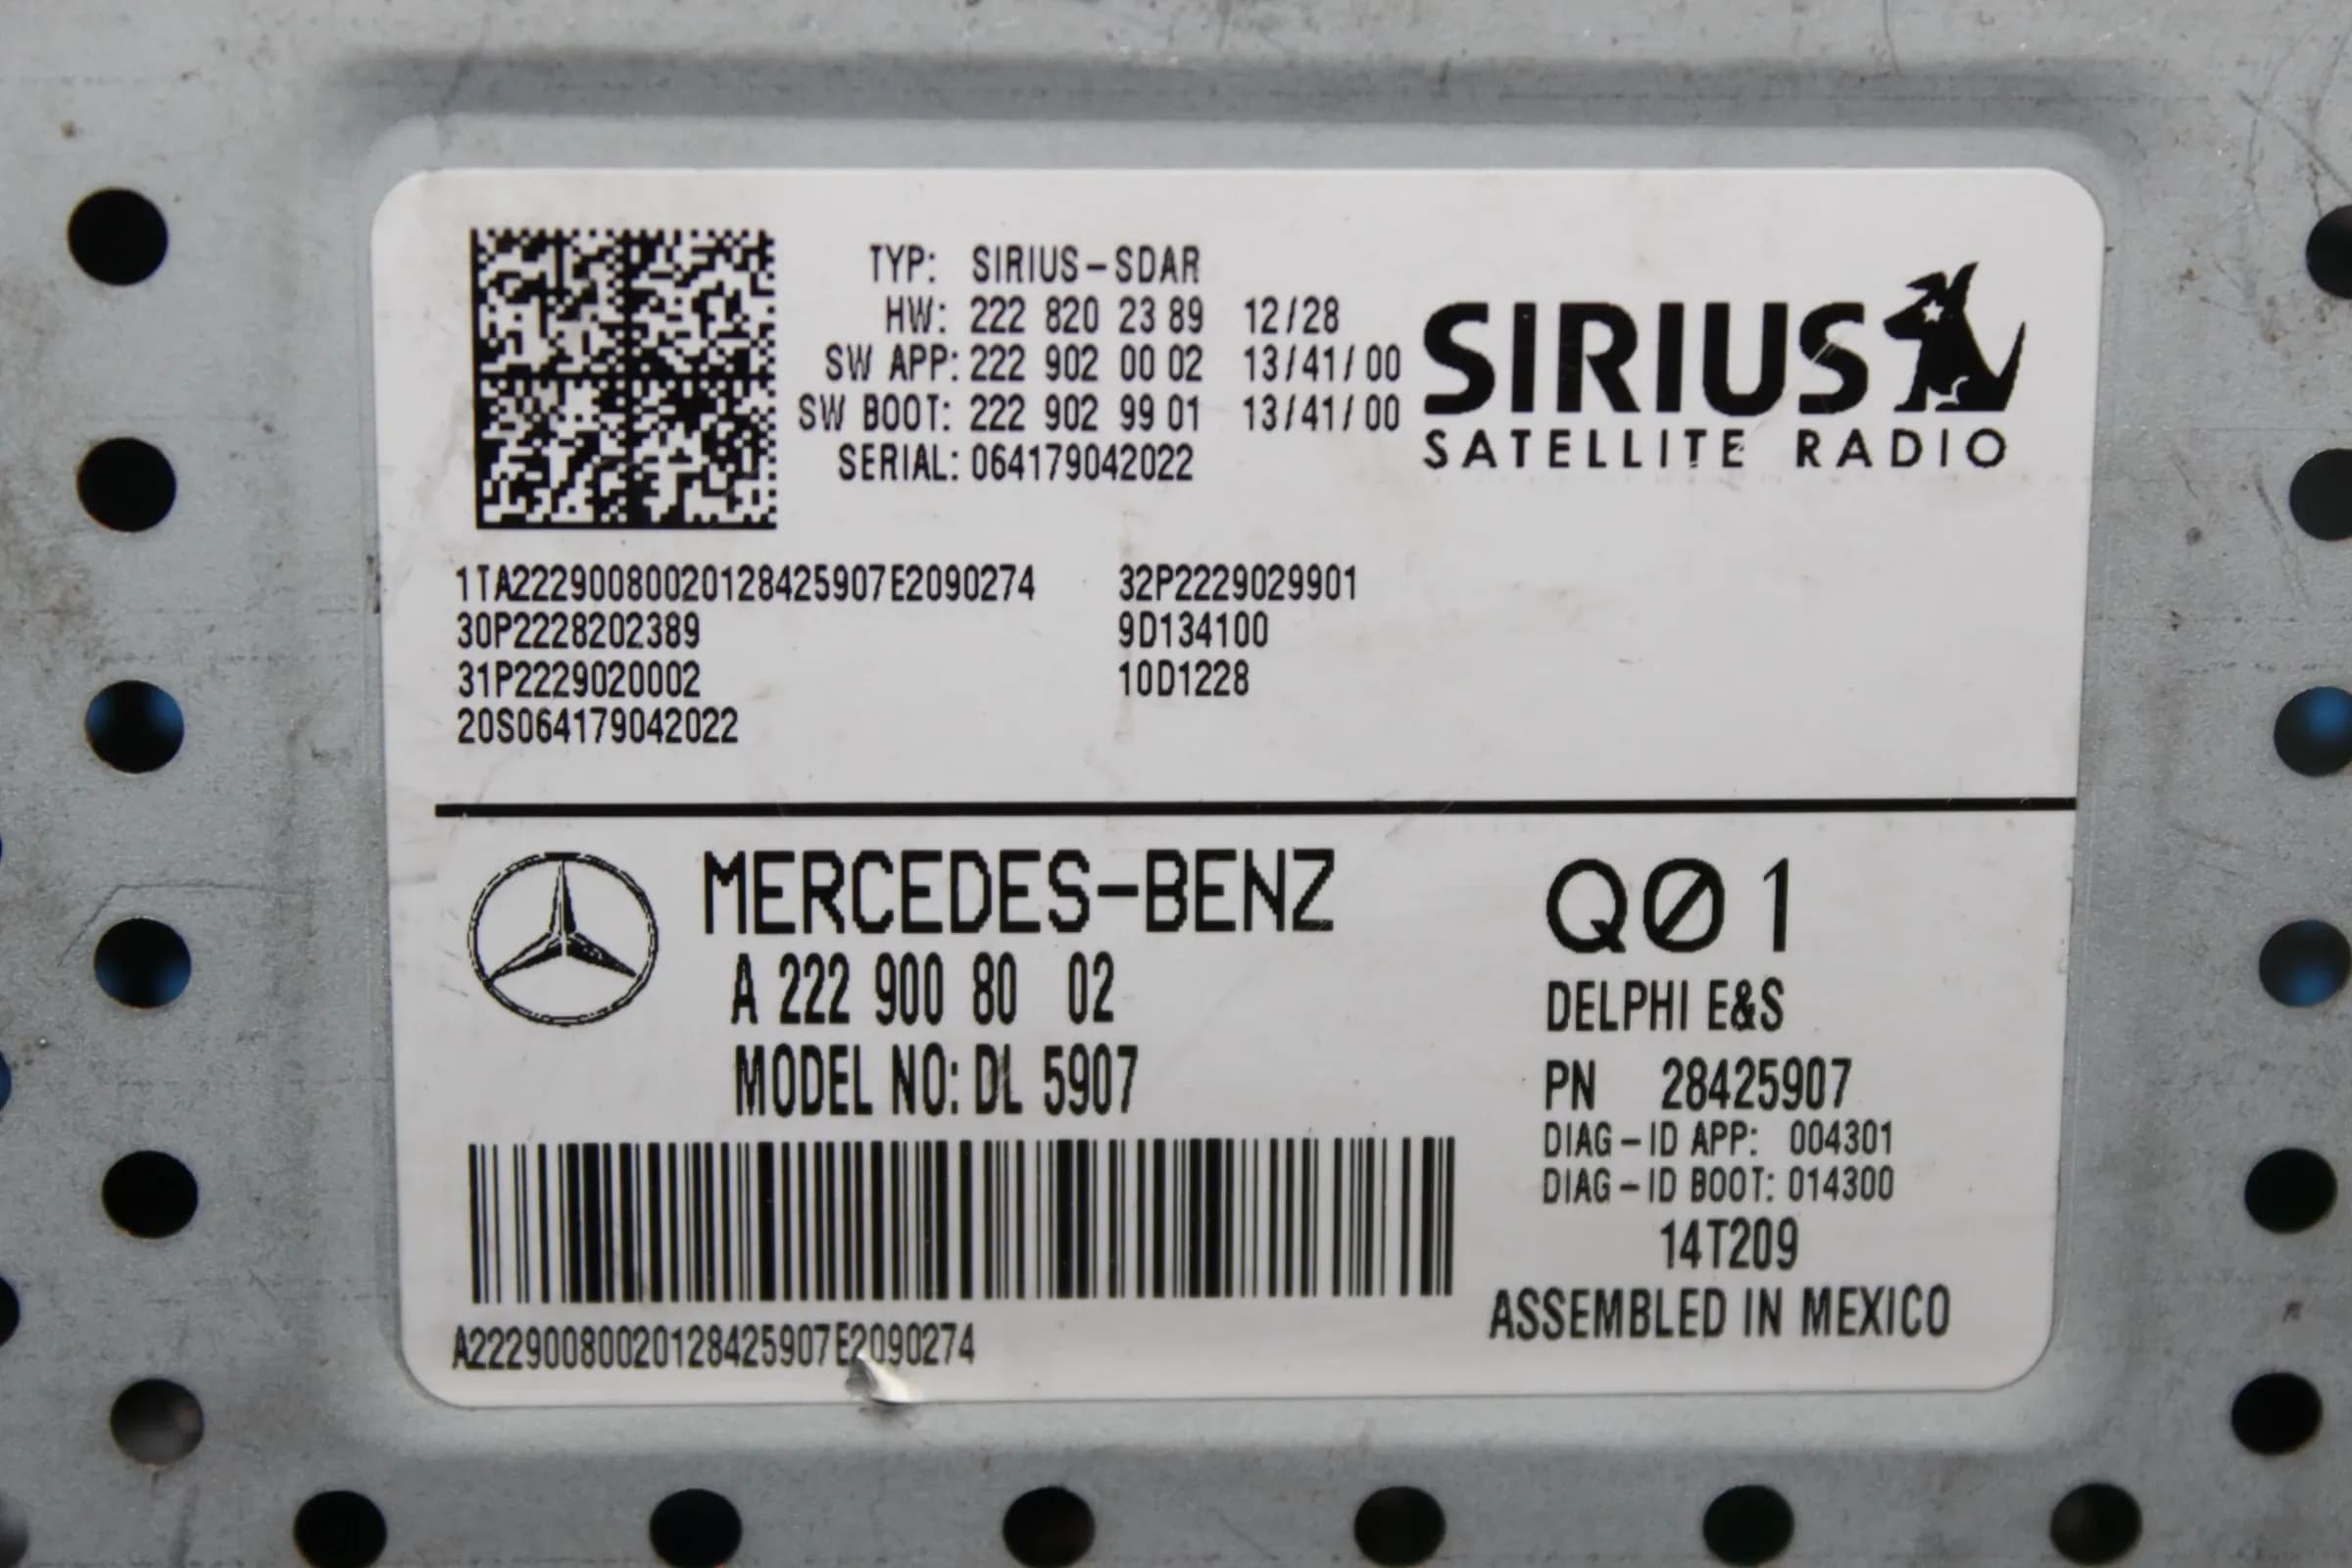 TYP: SIRIUS-SDAR
HW: 222 820 23 89 12/28
SW APP: 222 902 00 02 13/41/00
SW BOOT: 222 902 99 01 13/41/00
SERIAL: 064179042022
SIRIUS
SATELLITE RADIO
1TA2229008002012842590​7E2090274 32P2229029901
30P2228202389 9D134100
31P2229020002 10D1228
20S064179042022
MERCEDES-BENZ
A 222 900 80 02
MODEL NO: DL 5907
A22290080020128425907E2090274
QØ1
DELPHI E&S
PN 28425907
DIAG-ID APP: 004301
DIAG-ID BOOT: 014300
14T209
ASSEMBLED IN MEXICO